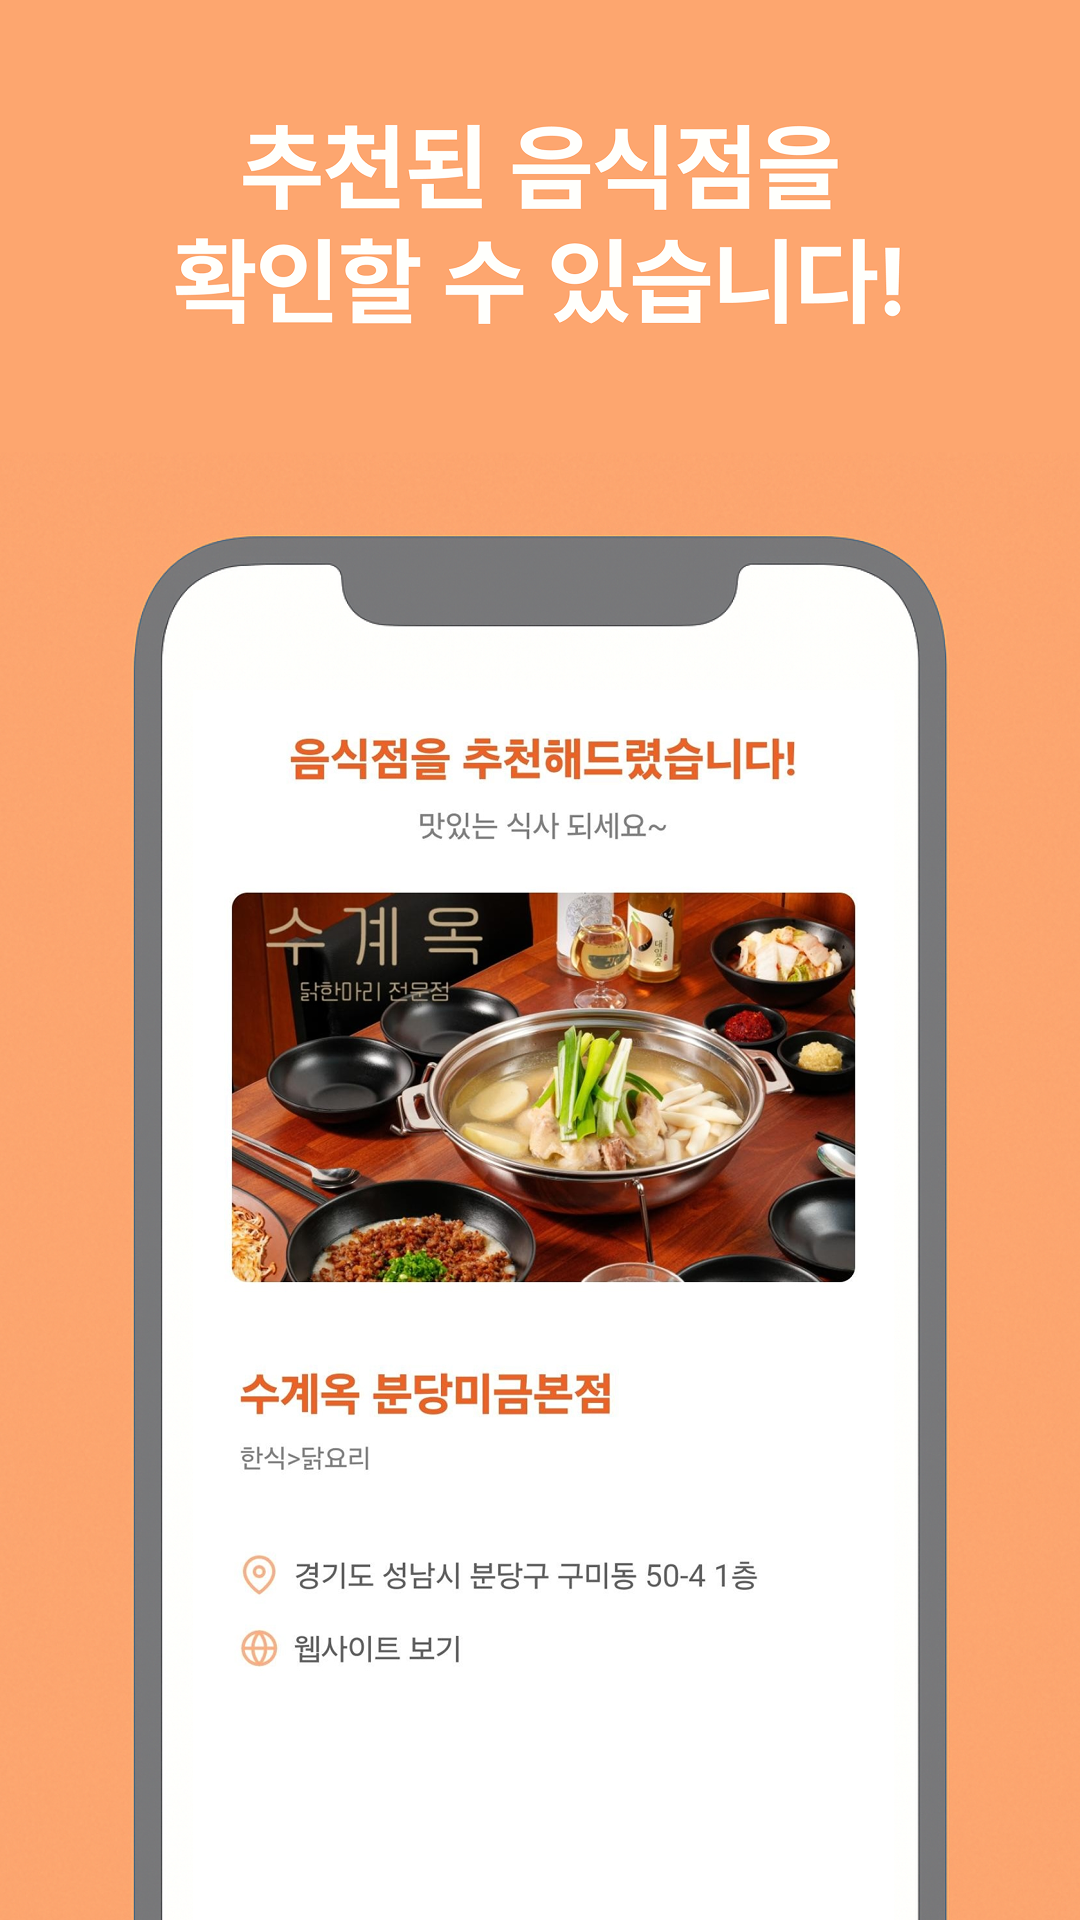 추천된 음식점을
확인할 수 있습니다!
음식점을 추천해드렸습니다!
맛있는 식사 되세요~
수계옥
닭한마리 전문점
대잎술
수계옥 분당미금본점
한식>닭요리
경기도 성남시 분당구 구미동 50-4 1층
웹사이트 보기